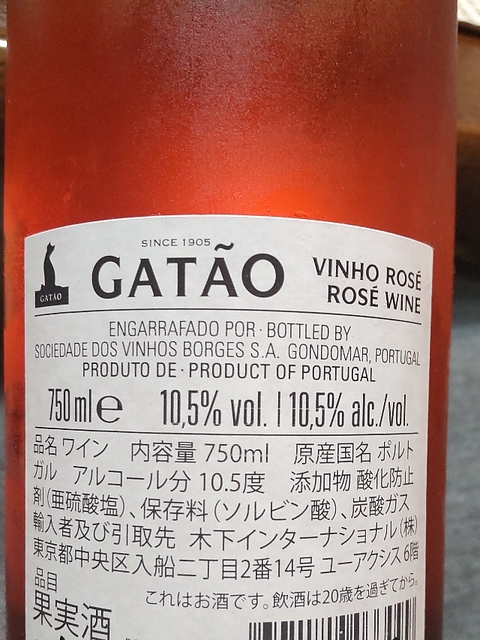 SINCE 1905
GATÃO
GATÃO
VINHO ROSÉ
ROSÉ WINE
ENGARRAFADO POR · BOTTLED BY
SOCIEDADE DOS VINHOS BORGES S.A. GONDOMAR, PORTUGAL
PRODUTO DE · PRODUCT OF PORTUGAL
750 ml e 10,5% vol. | 10,5% alc./vol.
品名 ワイン 内容量 750ml 原産国名 ポルト
ガル アルコール分 10.5度 添加物 酸化防止
剤(亜硫酸塩)、保存料(ソルビン酸)、炭酸ガス
輸入者及び引取先 木下インターナショナル(株)
東京都中央区入船二丁目2番14号 ユーアクシス 6階
品目
これはお酒です。飲酒は20歳を過ぎてから。
果実酒